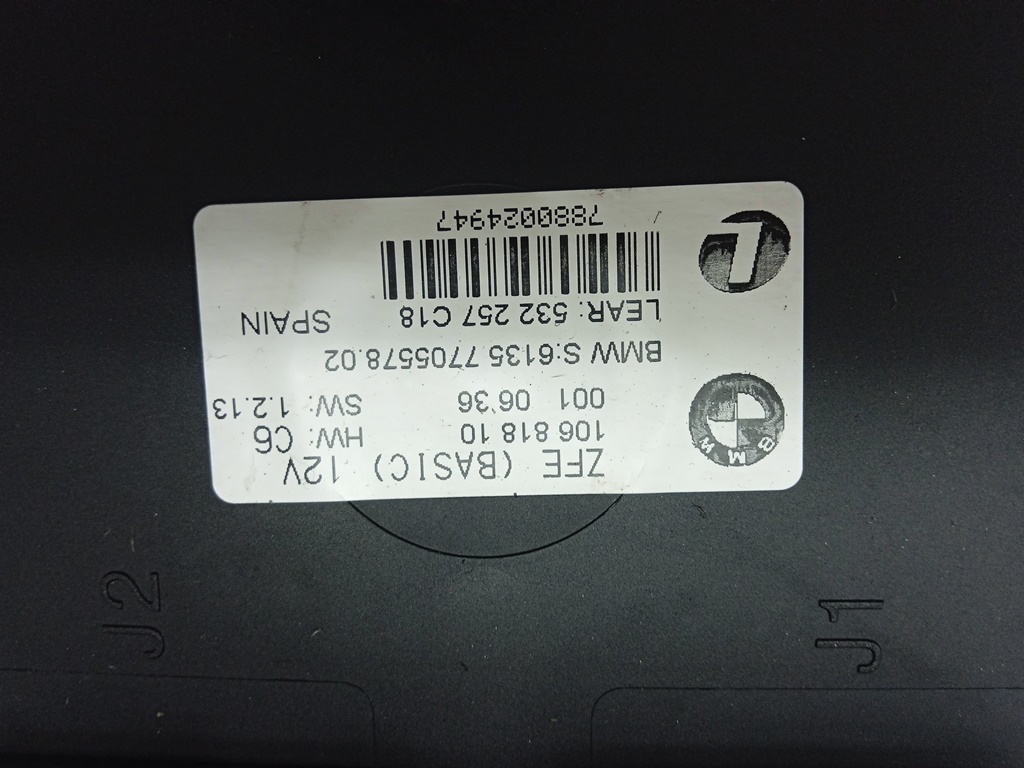 ZFE (BASIC) 12V
106 818 10 HW: C6
001 06'36 SW: 1.2.13
BMW S:6135 7705578.02
LEAR: 532 257 C18 SPAIN
7880024947
BMW
L
J2
J1